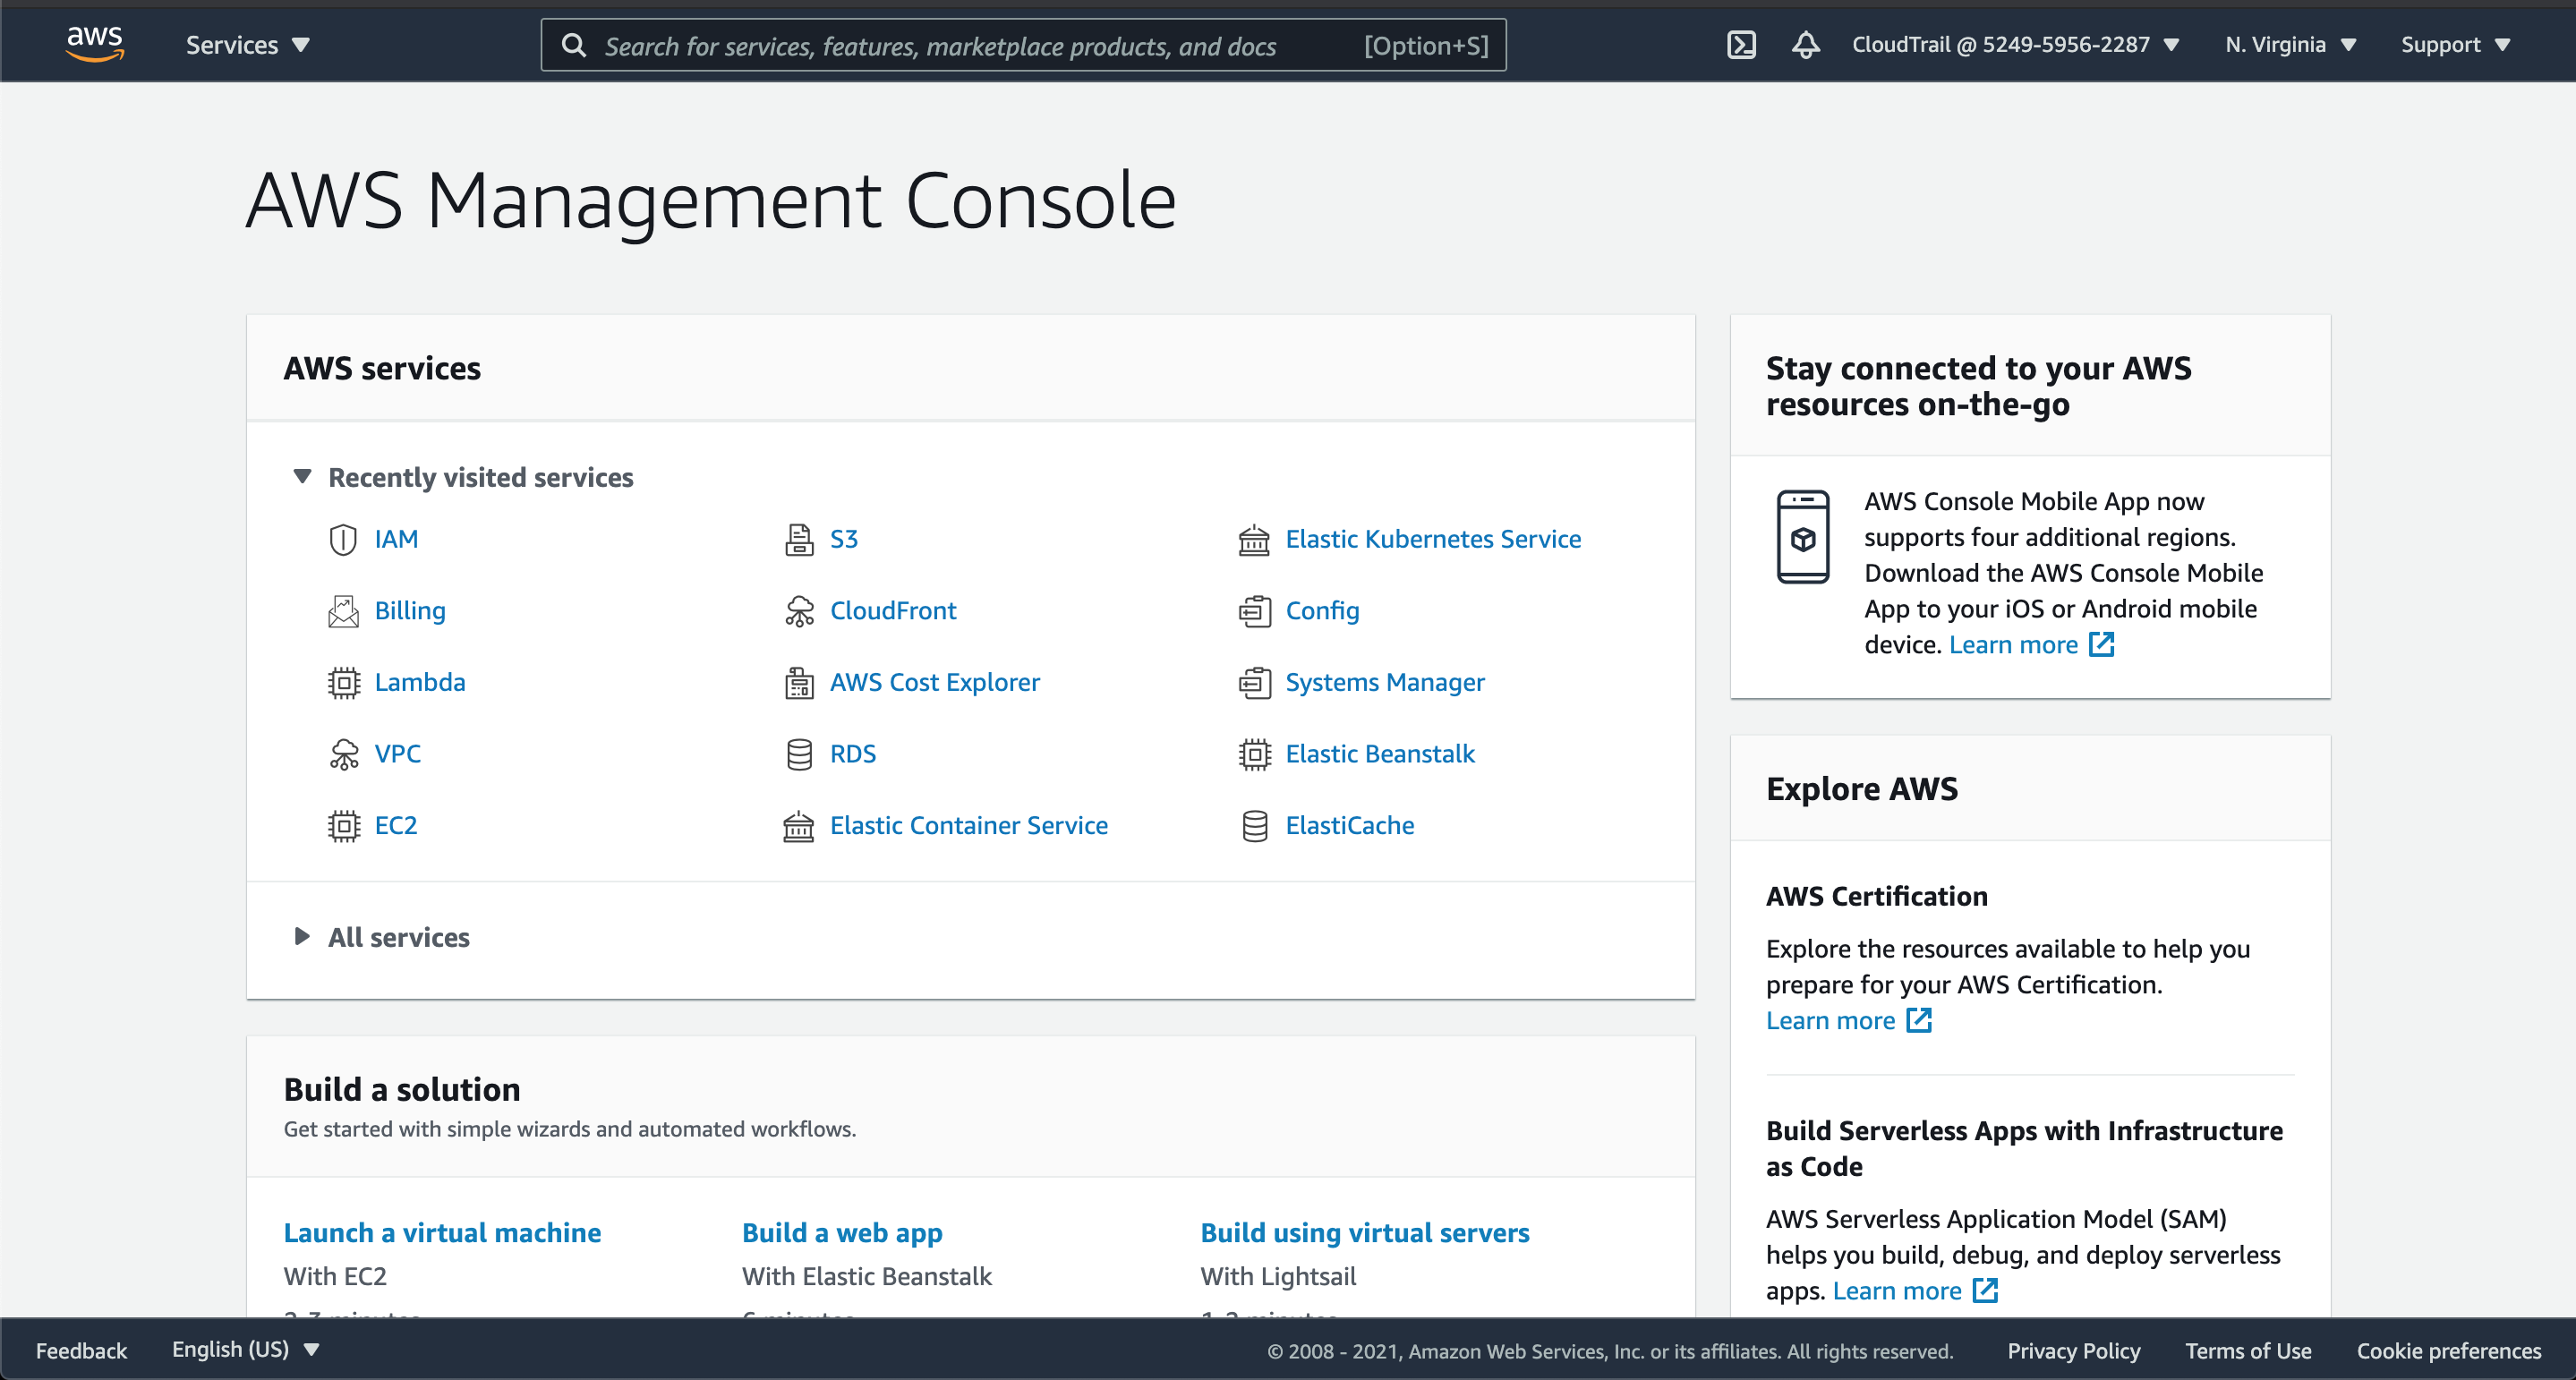 aws
Services
Search for services, features, marketplace products, and docs [Option+S]
CloudTrail @ 5249-5956-2287
N. Virginia
Support
AWS Management Console
AWS services
Recently visited services
IAM
S3
Elastic Kubernetes Service
Billing
CloudFront
Config
Lambda
AWS Cost Explorer
Systems Manager
VPC
RDS
Elastic Beanstalk
EC2
Elastic Container Service
ElastiCache
All services
Build a solution
Get started with simple wizards and automated workflows.
Launch a virtual machine
With EC2
2-3 minutes
Build a web app
With Elastic Beanstalk
6 minutes
Build using virtual servers
With Lightsail
1-2 minutes
Stay connected to your AWS
resources on-the-go
AWS Console Mobile App now
supports four additional regions.
Download the AWS Console Mobile
App to your iOS or Android mobile
device. Learn more
Explore AWS
AWS Certification
Explore the resources available to help you
prepare for your AWS Certification.
Learn more
Build Serverless Apps with Infrastructure
as Code
AWS Serverless Application Model (SAM)
helps you build, debug, and deploy serverless
apps. Learn more
Feedback
English (US)
© 2008 - 2021, Amazon Web Services, Inc. or its affiliates. All rights reserved.
Privacy Policy
Terms of Use
Cookie preferences